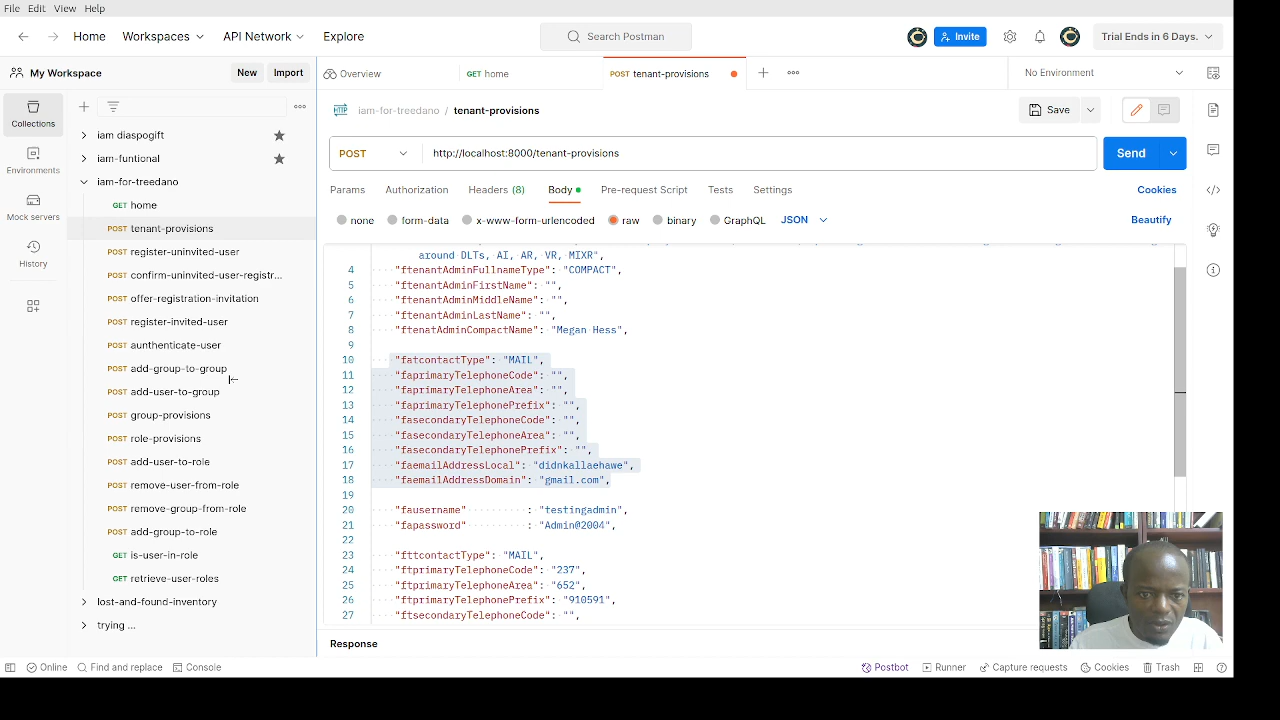 File Edit View Help
Home Workspaces API Network Explore Search Postman Invite Trial Ends in 6 Days.
My Workspace New Import Overview GET home POST tenant-provisions No Environment
Collections
Environments
Mock servers
History
iam diaspogift
iam-funtional
iam-for-treedano
GET home
POST tenant-provisions
POST register-uninvited-user
POST confirm-uninvited-user-registr...
POST offer-registration-invitation
POST register-invited-user
POST aunthenticate-user
POST add-group-to-group
POST add-user-to-group
POST group-provisions
POST role-provisions
POST add-user-to-role
POST remove-user-from-role
POST remove-group-from-role
POST add-group-to-role
GET is-user-in-role
GET retrieve-user-roles
lost-and-found-inventory
trying ...
HTTP iam-for-treedano / tenant-provisions Save
POST http://localhost:8000/tenant-provisions Send
Params Authorization Headers (8) Body Pre-request Script Tests Settings Cookies
none form-data x-www-form-urlencoded raw binary GraphQL JSON Beautify
around DLTs, AI, AR, VR, MIXR",
4 "ftenantAdminFullnameType": "COMPACT",
5 "ftenantAdminFirstName": "",
6 "ftenantAdminMiddleName": "",
7 "ftenantAdminLastName": "",
8 "ftenatAdminCompactName": "Megan Hess",
9
10 "fatcontactType": "MAIL",
11 "faprimaryTelephoneCode": "",
12 "faprimaryTelephoneArea": "",
13 "faprimaryTelephonePrefix": "",
14 "fasecondaryTelephoneCode": "",
15 "fasecondaryTelephoneArea": "",
16 "fasecondaryTelephonePrefix": "",
17 "faemailAddressLocal": "didnkallaehawe",
18 "faemailAddressDomain": "gmail.com",
19
20 "fausername" : "testingadmin",
21 "fapassword" : "Admin@2004",
22
23 "fttcontactType": "MAIL",
24 "ftprimaryTelephoneCode": "237",
25 "ftprimaryTelephoneArea": "652",
26 "ftprimaryTelephonePrefix": "910591",
27 "ftsecondaryTelephoneCode": "",
Response
Online Find and replace Console Postbot Runner Capture requests Cookies Trash